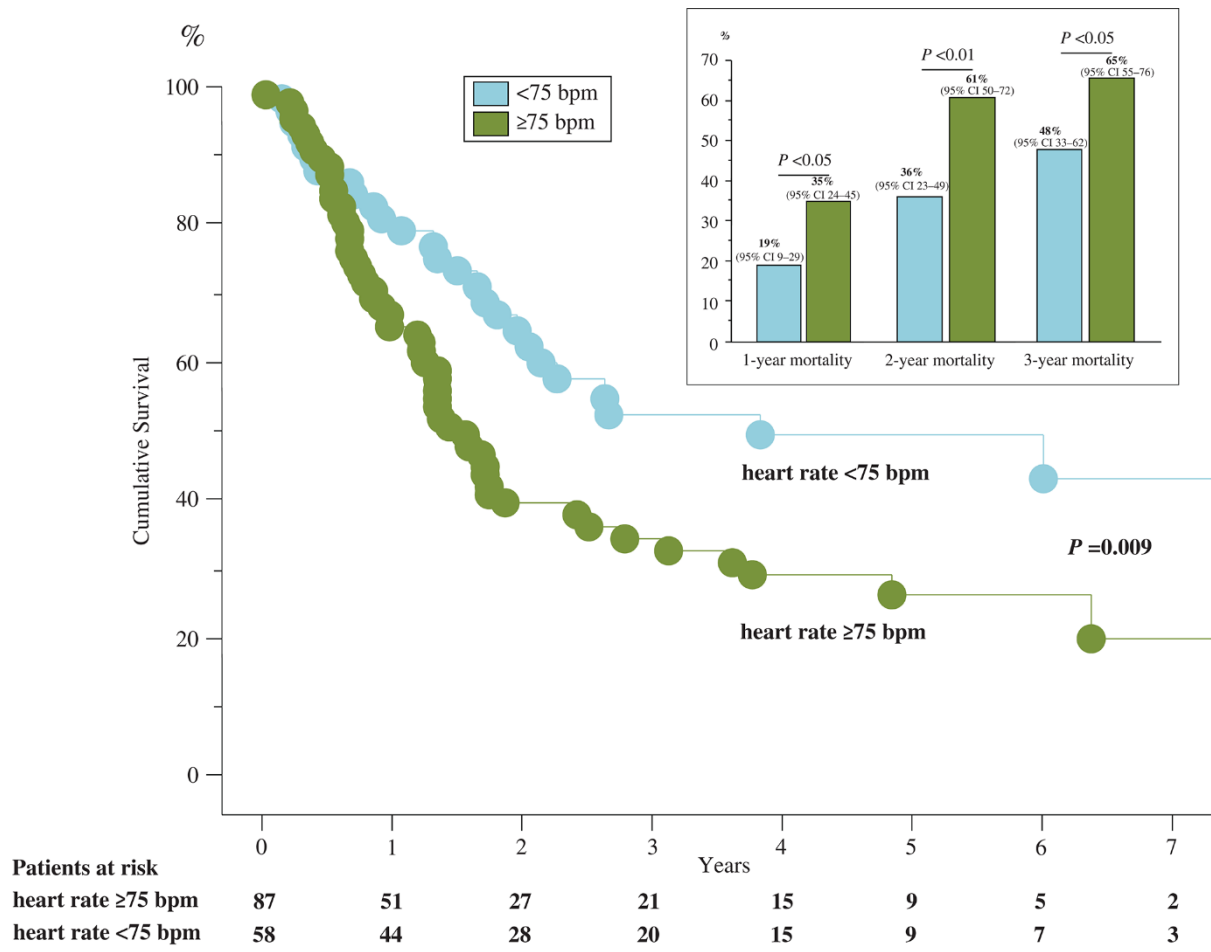 %
100
80
60
40
20
0
Cumulative Survival
<75 bpm
≥75 bpm
%
70
60
50
40
30
20
10
0
P <0.05
19%
(95% CI 9–29)
35%
(95% CI 24–45)
P <0.01
36%
(95% CI 23–49)
61%
(95% CI 50–72)
P <0.05
48%
(95% CI 33–62)
65%
(95% CI 55–76)
1-year mortality 2-year mortality 3-year mortality
heart rate <75 bpm
P =0.009
heart rate ≥75 bpm
0 1 2 3 4 5 6 7
Years
Patients at risk
heart rate ≥75 bpm 87 51 27 21 15 9 5 2
heart rate <75 bpm 58 44 28 20 15 9 7 3